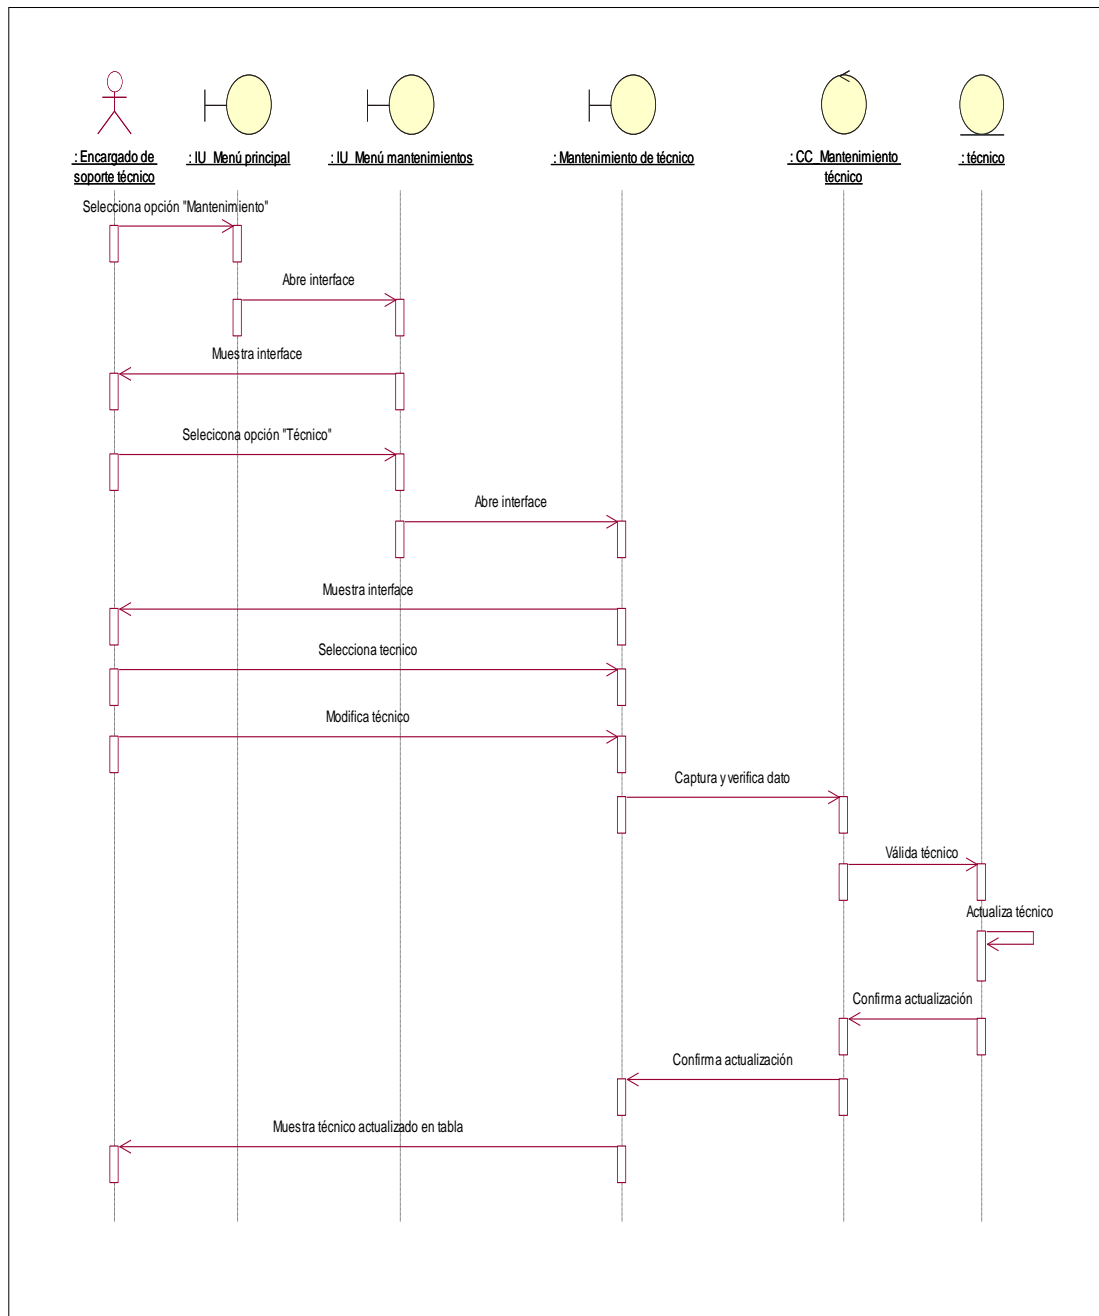 : Encargado de
soporte técnico
: IU_Menú principal
: IU_Menú mantenimientos
: Mantenimiento de técnico
: CC_Mantenimiento
técnico
: técnico
Selecciona opción "Mantenimiento"
Abre interface
Muestra interface
Selecicona opción "Técnico"
Abre interface
Muestra interface
Selecciona tecnico
Modifica técnico
Captura y verifica dato
Válida técnico
Actualiza técnico
Confirma actualización
Confirma actualización
Muestra técnico actualizado en tabla